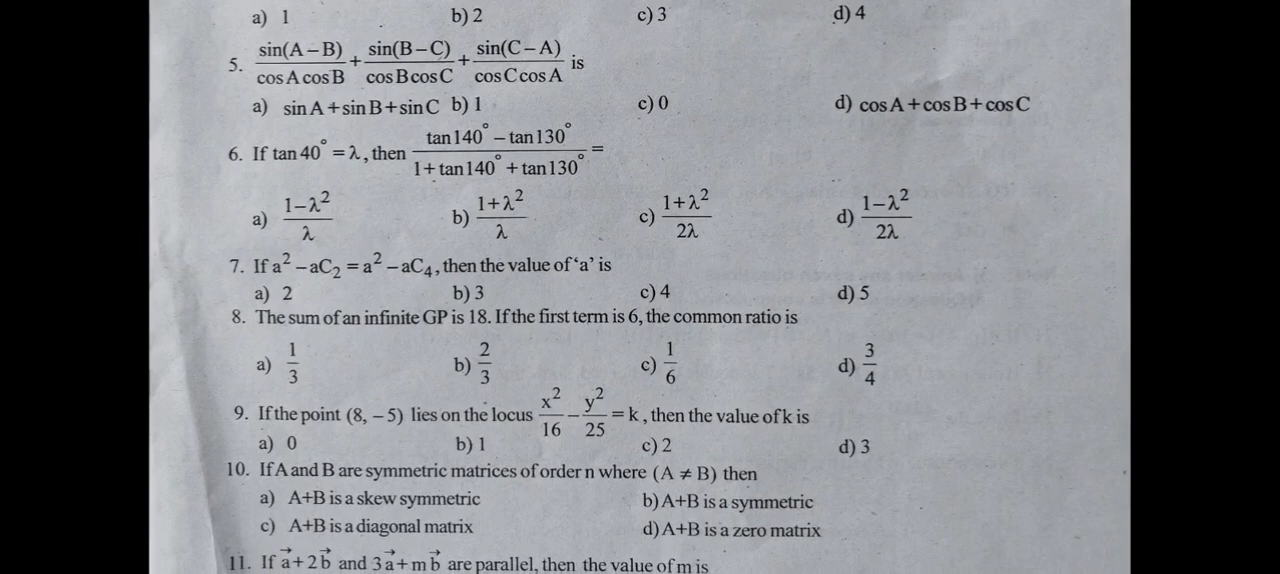 a) 1 b) 2 c) 3 d) 4
5. sin(A−B)/cos A cos B + sin(B−C)/cos B cos C + sin(C−A)/cos C cos A is
a) sin A + sin B + sin C b) 1 c) 0 d) cos A + cos B + cos C
6. If tan 40° = λ, then (tan 140° − tan 130°)/(1 + tan 140° + tan 130°) =
a) (1−λ²)/λ b) (1+λ²)/λ c) (1+λ²)/2λ d) (1−λ²)/2λ
7. If a² − aC₂ = a² − aC₄, then the value of ‘a’ is
a) 2 b) 3 c) 4 d) 5
8. The sum of an infinite GP is 18. If the first term is 6, the common ratio is
a) 1/3 b) 2/3 c) 1/6 d) 3/4
9. If the point (8, −5) lies on the locus x²/16 − y²/25 = k, then the value of k is
a) 0 b) 1 c) 2 d) 3
10. If A and B are symmetric matrices of order n where (A ≠ B) then
a) A+B is a skew symmetric b) A+B is a symmetric
c) A+B is a diagonal matrix d) A+B is a zero matrix
11. If a⃗ + 2b⃗ and 3a⃗ + m b⃗ are parallel, then the value of m is